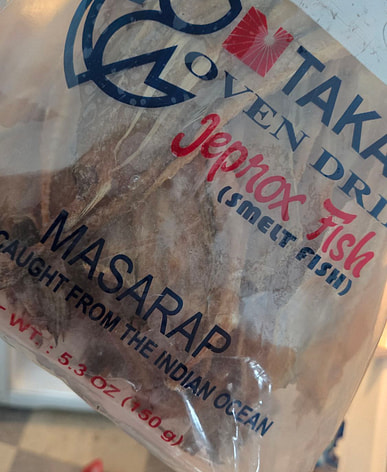 TAKA
OVEN DRI
Jeprox Fish
(SMELT FISH)
MASARAP
CAUGHT FROM THE INDIAN OCEAN
WT. : 5.3 OZ (150 g)